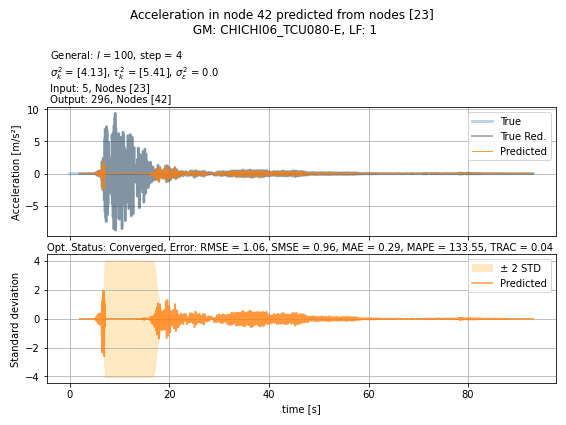 Acceleration in node 42 predicted from nodes [23]
GM: CHICHI06_TCU080-E, LF: 1
General: l = 100, step = 4
σ²ₖ = [4.13], τ²ₖ = [5.41], σ²ε = 0.0
Input: 5, Nodes [23]
Output: 296, Nodes [42]
10
5
0
−5
Acceleration [m/s²]
True
True Red.
Predicted
Opt. Status: Converged, Error: RMSE = 1.06, SMSE = 0.96, MAE = 0.29, MAPE = 133.55, TRAC = 0.04
4
2
0
−2
−4
Standard deviation
± 2 STD
Predicted
0 20 40 60 80
time [s]